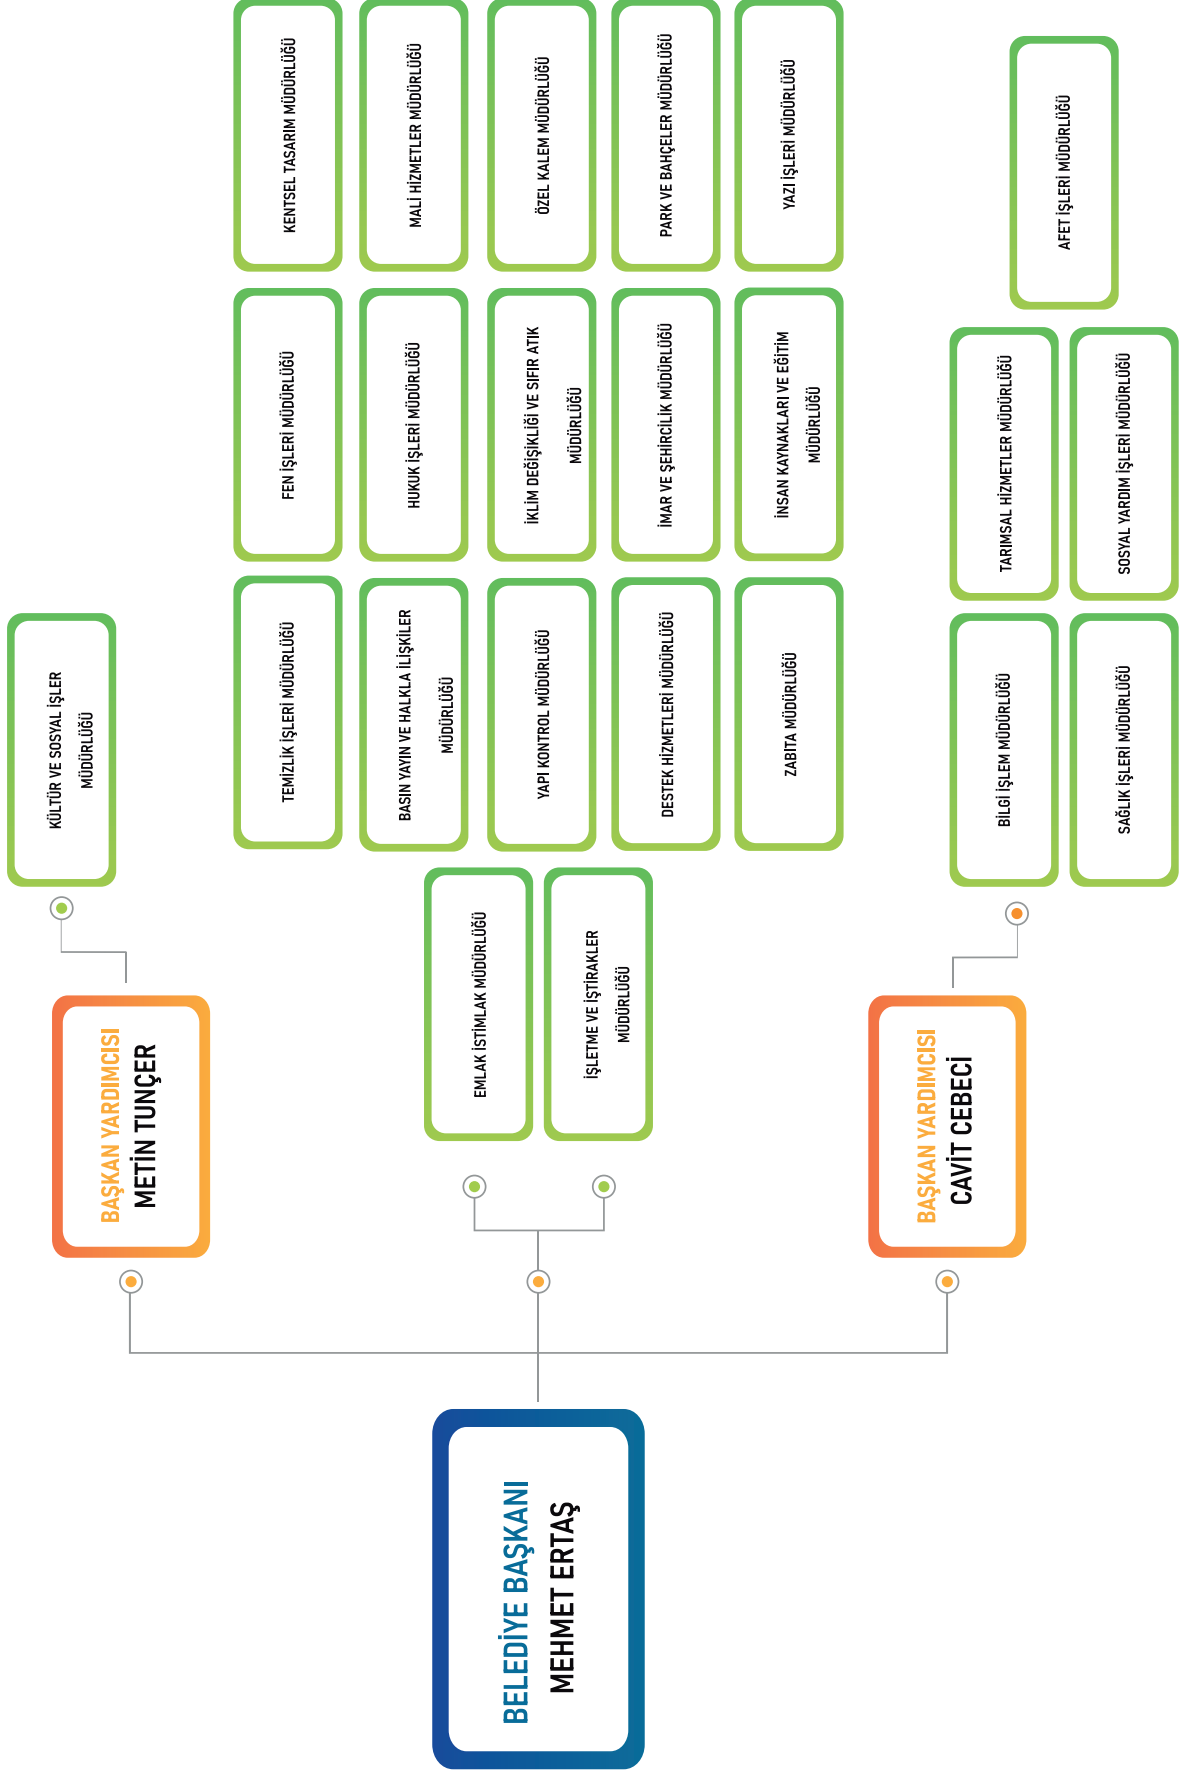 BELEDİYE BAŞKANI
MEHMET ERTAŞ
BAŞKAN YARDIMCISI
METİN TUNÇER
KÜLTÜR VE SOSYAL İŞLER
MÜDÜRLÜĞÜ
EMLAK İSTİMLAK MÜDÜRLÜĞÜ
İŞLETME VE İŞTİRAKLER
MÜDÜRLÜĞÜ
TEMİZLİK İŞLERİ MÜDÜRLÜĞÜ
FEN İŞLERİ MÜDÜRLÜĞÜ
KENTSEL TASARIM MÜDÜRLÜĞÜ
BASIN YAYIN VE HALKLA İLİŞKİLER
MÜDÜRLÜĞÜ
HUKUK İŞLERİ MÜDÜRLÜĞÜ
MALİ HİZMETLER MÜDÜRLÜĞÜ
YAPI KONTROL MÜDÜRLÜĞÜ
İKLİM DEĞİŞİKLİĞİ VE SIFIR ATIK
MÜDÜRLÜĞÜ
ÖZEL KALEM MÜDÜRLÜĞÜ
DESTEK HİZMETLERİ MÜDÜRLÜĞÜ
İMAR VE ŞEHİRCİLİK MÜDÜRLÜĞÜ
PARK VE BAHÇELER MÜDÜRLÜĞÜ
ZABITA MÜDÜRLÜĞÜ
İNSAN KAYNAKLARI VE EĞİTİM
MÜDÜRLÜĞÜ
YAZI İŞLERİ MÜDÜRLÜĞÜ
BAŞKAN YARDIMCISI
CAVİT CEBECİ
BİLGİ İŞLEM MÜDÜRLÜĞÜ
TARIMSAL HİZMETLER MÜDÜRLÜĞÜ
SAĞLIK İŞLERİ MÜDÜRLÜĞÜ
SOSYAL YARDIM İŞLERİ MÜDÜRLÜĞÜ
AFET İŞLERİ MÜDÜRLÜĞÜ